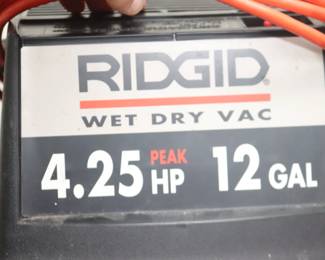 RIDGID
WET DRY VAC
4.25 PEAK HP 12 GAL